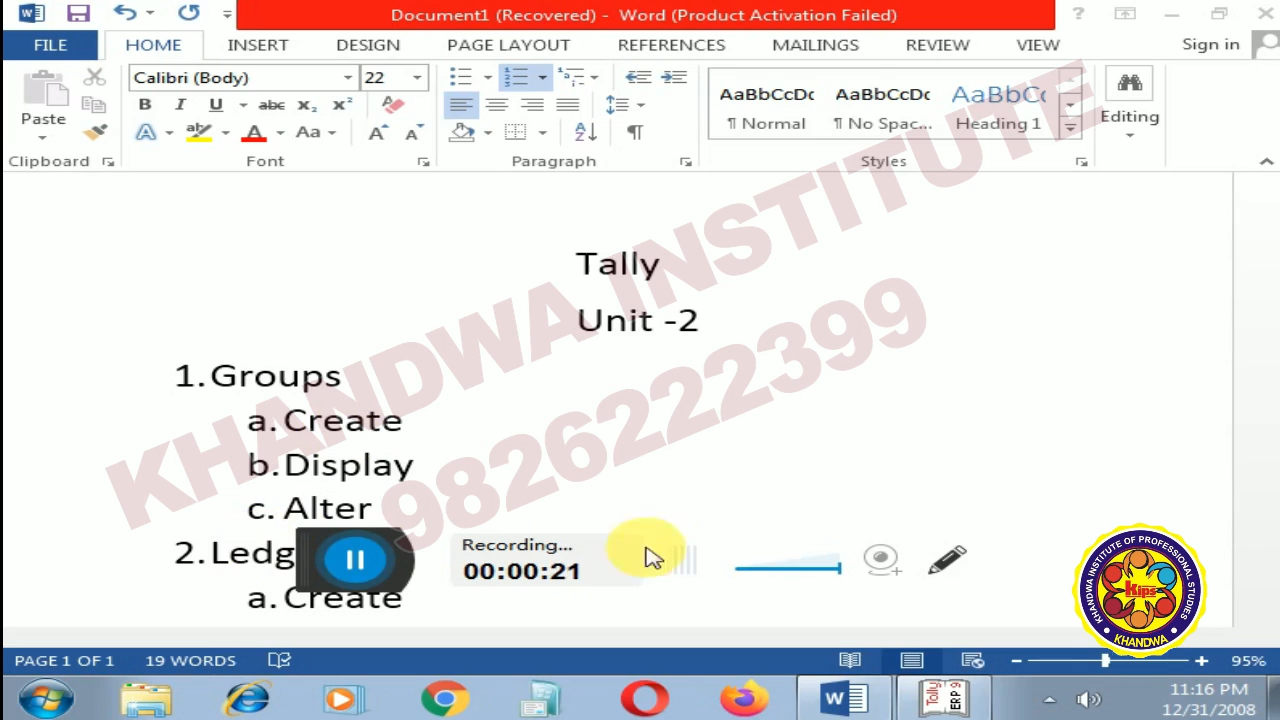 Document1 (Recovered) - Word (Product Activation Failed)
FILE HOME INSERT DESIGN PAGE LAYOUT REFERENCES MAILINGS REVIEW VIEW Sign in
Calibri (Body) 22
AaBbCcDc AaBbCcDc AaBbC
Paste
¶ Normal ¶ No Spac... Heading 1
Editing
Clipboard Font Paragraph Styles
Tally
Unit -2
1. Groups
a. Create
b. Display
c. Alter
2. Ledg
a. Create
Recording...
00:00:21
KHANDWA INSTITUTE
9826222399
KHANDWA INSTITUTE OF PROFESSIONAL STUDIES
Kips
KHANDWA
PAGE 1 OF 1 19 WORDS 95%
Tally ERP 9
11:16 PM
12/31/2008